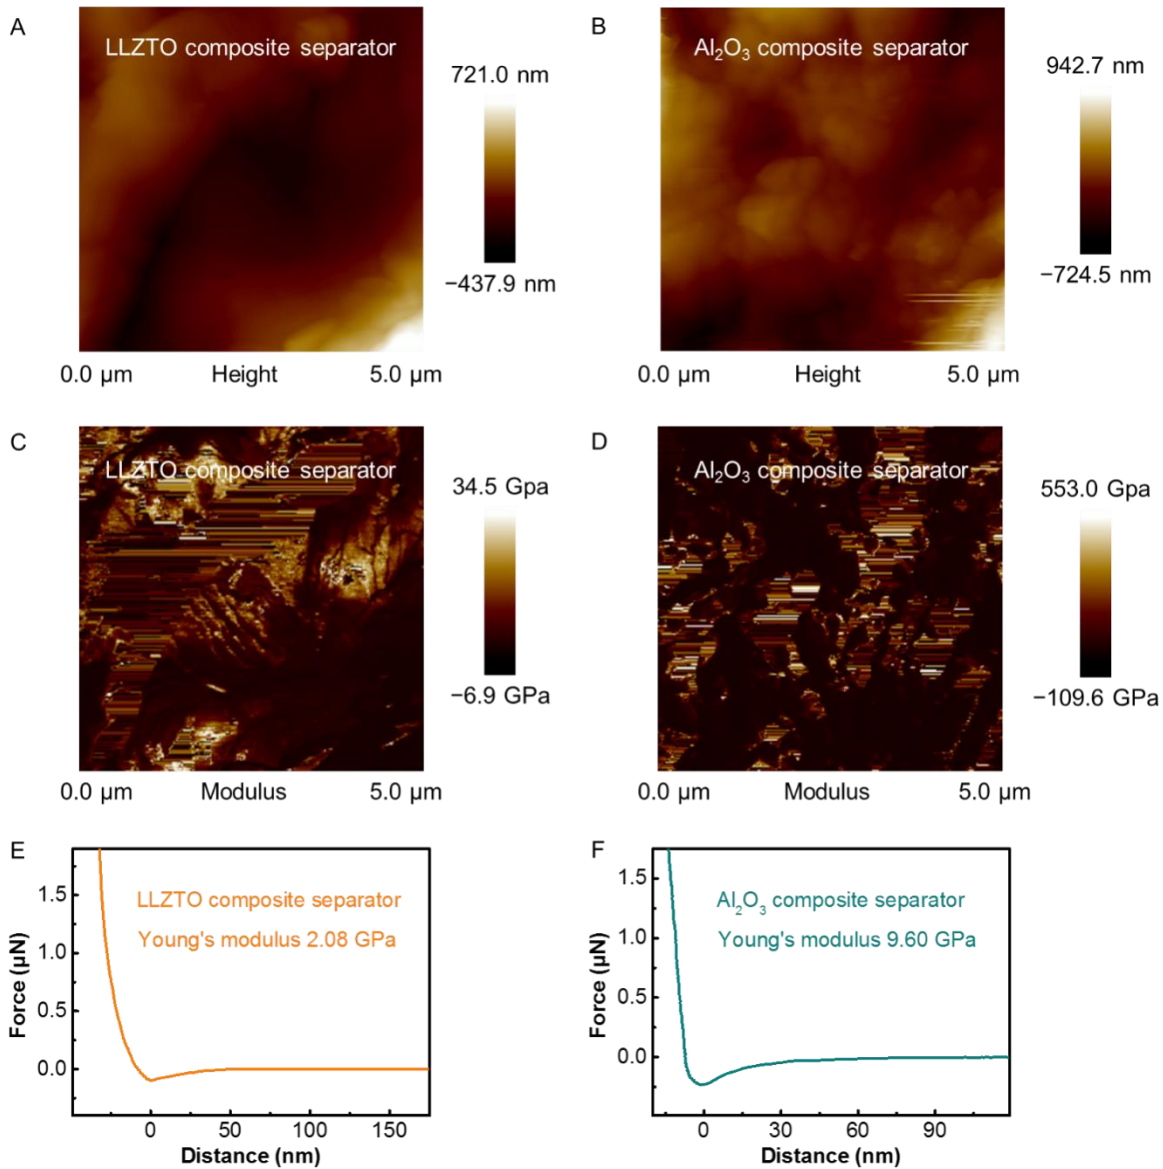 A
LLZTO composite separator
721.0 nm
−437.9 nm
0.0 µm Height 5.0 µm
B
Al₂O₃ composite separator
942.7 nm
−724.5 nm
0.0 µm Height 5.0 µm
C
LLZTO composite separator
34.5 Gpa
−6.9 GPa
0.0 µm Modulus 5.0 µm
D
Al₂O₃ composite separator
553.0 Gpa
−109.6 GPa
0.0 µm Modulus 5.0 µm
E
LLZTO composite separator
Young's modulus 2.08 GPa
Force (µN)
1.5
1.0
0.5
0.0
0 50 100 150
Distance (nm)
F
Al₂O₃ composite separator
Young's modulus 9.60 GPa
Force (µN)
1.5
1.0
0.5
0.0
0 30 60 90
Distance (nm)